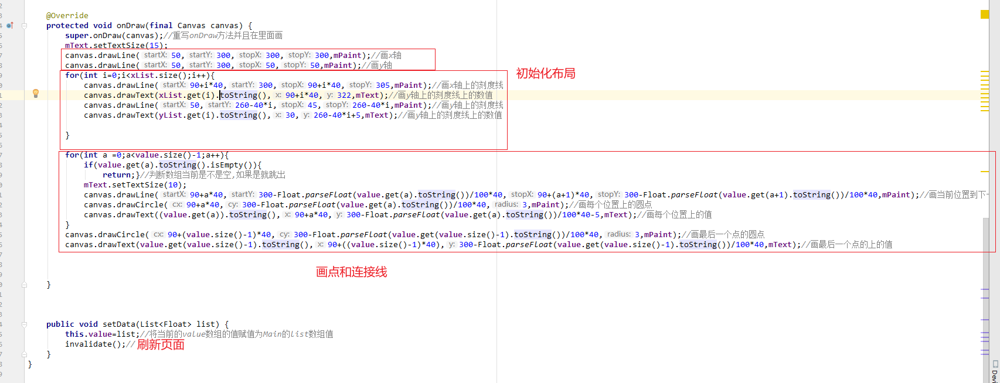 @Override
protected void onDraw(final Canvas canvas) {
super.onDraw(canvas);//重写onDraw方法并且在里面画
mText.setTextSize(15);
canvas.drawLine( startX: 50, startY: 300, stopX: 300, stopY: 300,mPaint);//画x轴
canvas.drawLine( startX: 50, startY: 300, stopX: 50, stopY: 50,mPaint);//画y轴
初始化布局
for(int i=0;i<xList.size();i++){
canvas.drawLine( startX: 90+i*40, startY: 300, stopX: 90+i*40, stopY: 305,mPaint);//画x轴上的刻度线
canvas.drawText(xList.get(i).toString(), x: 90+i*40, y: 322,mText);//画y轴上的刻度线上的数值
canvas.drawLine( startX: 50, startY: 260-40*i, stopX: 45, stopY: 260-40*i,mPaint);//画y轴上的刻度线
canvas.drawText(yList.get(i).toString(), x: 30, y: 260-40*i+5,mText);//画y轴上的刻度线上的数值
}
for(int a =0;a<value.size()-1;a++){
if(value.get(a).toString().isEmpty()){
return;}//判断数组当前是不是空,如果是就跳出
mText.setTextSize(10);
canvas.drawLine( startX: 90+a*40, startY: 300-Float.parseFloat(value.get(a).toString())/100*40, stopX: 90+(a+1)*40, stopY: 300-Float.parseFloat(value.get(a+1).toString())/100*40,mPaint);//画当前位置到下
canvas.drawCircle( cx: 90+a*40, cy: 300-Float.parseFloat(value.get(a).toString())/100*40, radius: 3,mPaint);//画每个位置上的圆点
canvas.drawText((value.get(a)).toString(), x: 90+a*40, y: 300-Float.parseFloat(value.get(a).toString())/100*40-5,mText);//画每个位置上的值
}
canvas.drawCircle( cx: 90+(value.size()-1)*40, cy: 300-Float.parseFloat(value.get(value.size()-1).toString())/100*40, radius: 3,mPaint);//画最后一个点的圆点
canvas.drawText(value.get(value.size()-1).toString(), x: 90+((value.size()-1)*40), y: 300-Float.parseFloat(value.get(value.size()-1).toString())/100*40,mText);//画最后一个点的上的值
画点和连接线
}
public void setData(List<Float> list) {
this.value=list;//将当前的value数组的值赋值为Main的list数组值
invalidate();// 刷新页面
}
}